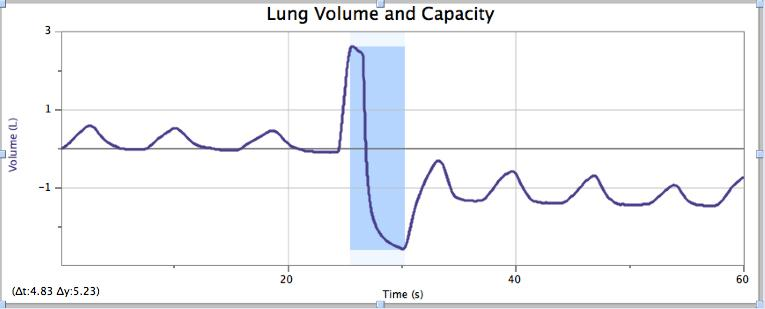 Lung Volume and Capacity
3
1
-1
Volume (L)
20
40
60
Time (s)
(Δt:4.83 Δy:5.23)